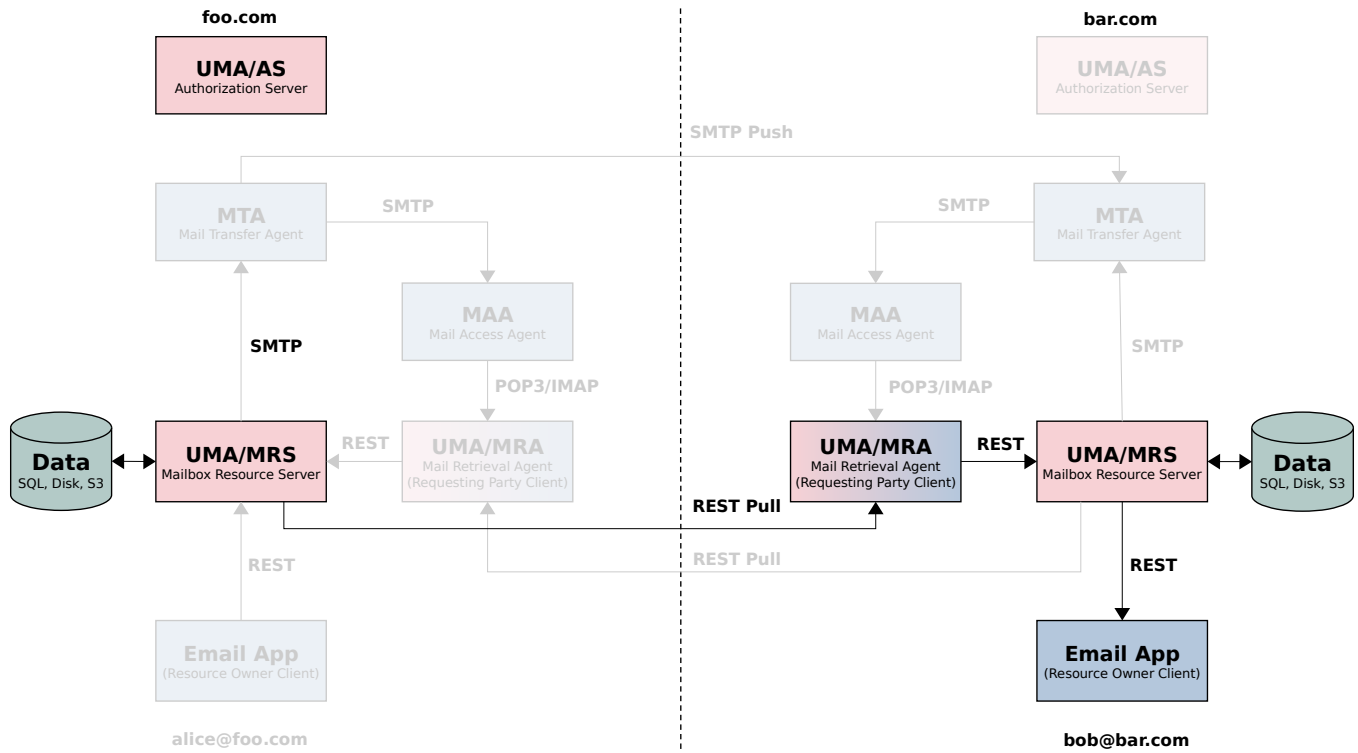 foo.com
bar.com
UMA/AS
Authorization Server
UMA/AS
Authorization Server
SMTP Push
MTA
Mail Transfer Agent
SMTP
SMTP
MTA
Mail Transfer Agent
MAA
Mail Access Agent
MAA
Mail Access Agent
SMTP
SMTP
POP3/IMAP
POP3/IMAP
Data
SQL, Disk, S3
UMA/MRS
Mailbox Resource Server
REST
UMA/MRA
Mail Retrieval Agent
(Requesting Party Client)
UMA/MRA
Mail Retrieval Agent
(Requesting Party Client)
REST
UMA/MRS
Mailbox Resource Server
Data
SQL, Disk, S3
REST Pull
REST Pull
REST
REST
Email App
(Resource Owner Client)
Email App
(Resource Owner Client)
alice@foo.com
bob@bar.com